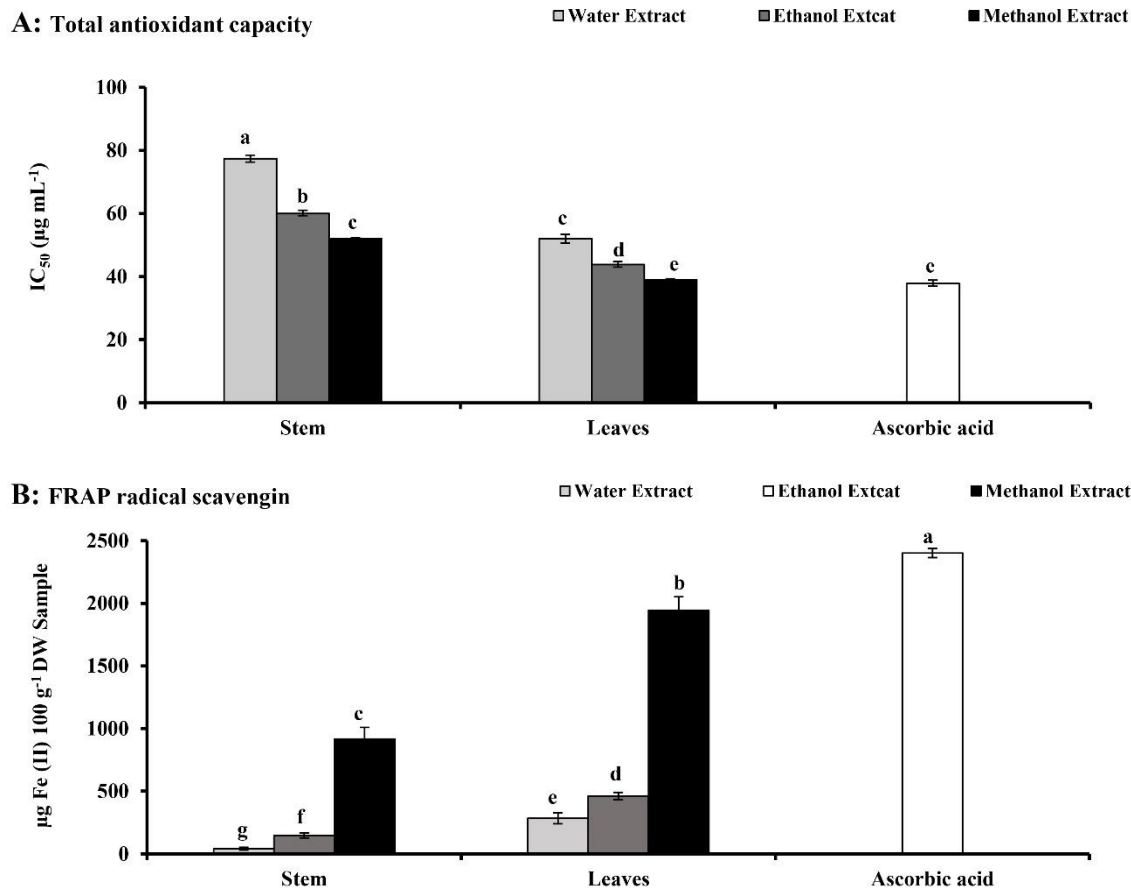 A: Total antioxidant capacity
Water Extract Ethanol Extcat Methanol Extract
100
80
60
40
20
0
IC₅₀ (µg mL⁻¹)
a
b
c
c
d
e
e
Stem Leaves Ascorbic acid
B: FRAP radical scavengin
Water Extract Ethanol Extcat Methanol Extract
2500
2000
1500
1000
500
0
µg Fe (II) 100 g⁻¹ DW Sample
g
f
c
e
d
b
a
Stem Leaves Ascorbic acid